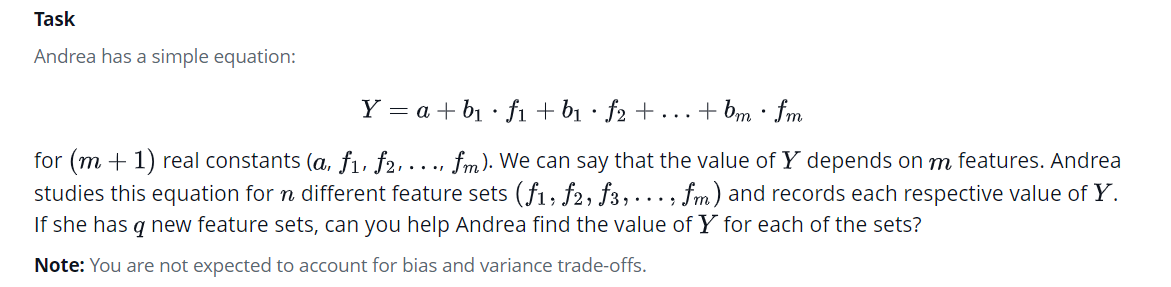 Task
Andrea has a simple equation:
Y = a + b₁ · f₁ + b₁ · f₂ + . . . + bₘ · fₘ
for (m + 1) real constants (a, f₁, f₂, . . ., fₘ). We can say that the value of Y depends on m features. Andrea
studies this equation for n different feature sets (f₁, f₂, f₃, . . . , fₘ) and records each respective value of Y.
If she has q new feature sets, can you help Andrea find the value of Y for each of the sets?
Note: You are not expected to account for bias and variance trade-offs.